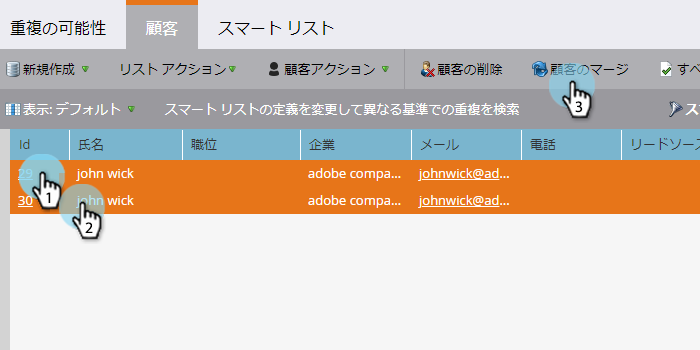 重複の可能性 顧客 スマート リスト
新規作成 リスト アクション 顧客アクション 顧客の削除 顧客のマージ すべ
表示: デフォルト スマート リストの定義を変更して異なる基準での重複を検索 ス
Id 氏名 職位 企業 メール 電話 リードソース
29 john wick adobe compa... johnwick@ad...
1
30 john wick adobe compa... johnwick@ad...
2
3